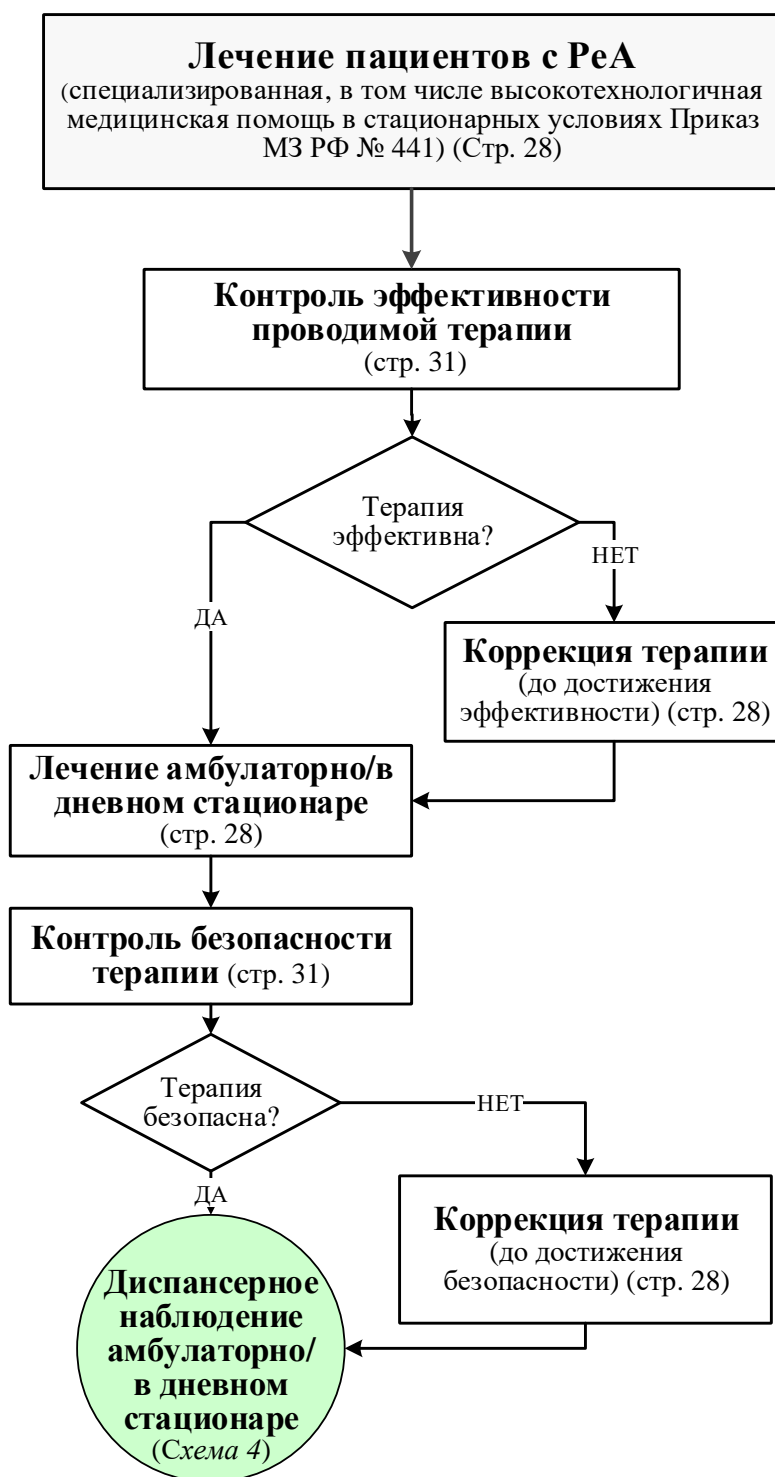 Лечение пациентов с РеА
(специализированная, в том числе высокотехнологичная
медицинская помощь в стационарных условиях Приказ
МЗ РФ № 441) (Стр. 28)
Контроль эффективности
проводимой терапии
(стр. 31)
Терапия
эффективна?
НЕТ
ДА
Коррекция терапии
(до достижения
эффективности) (стр. 28)
Лечение амбулаторно/в
дневном стационаре
(стр. 28)
Контроль безопасности
терапии (стр. 31)
Терапия
безопасна?
НЕТ
ДА
Коррекция терапии
(до достижения
безопасности) (стр. 28)
Диспансерное
наблюдение
амбулаторно/
в дневном
стационаре
(Схема 4)